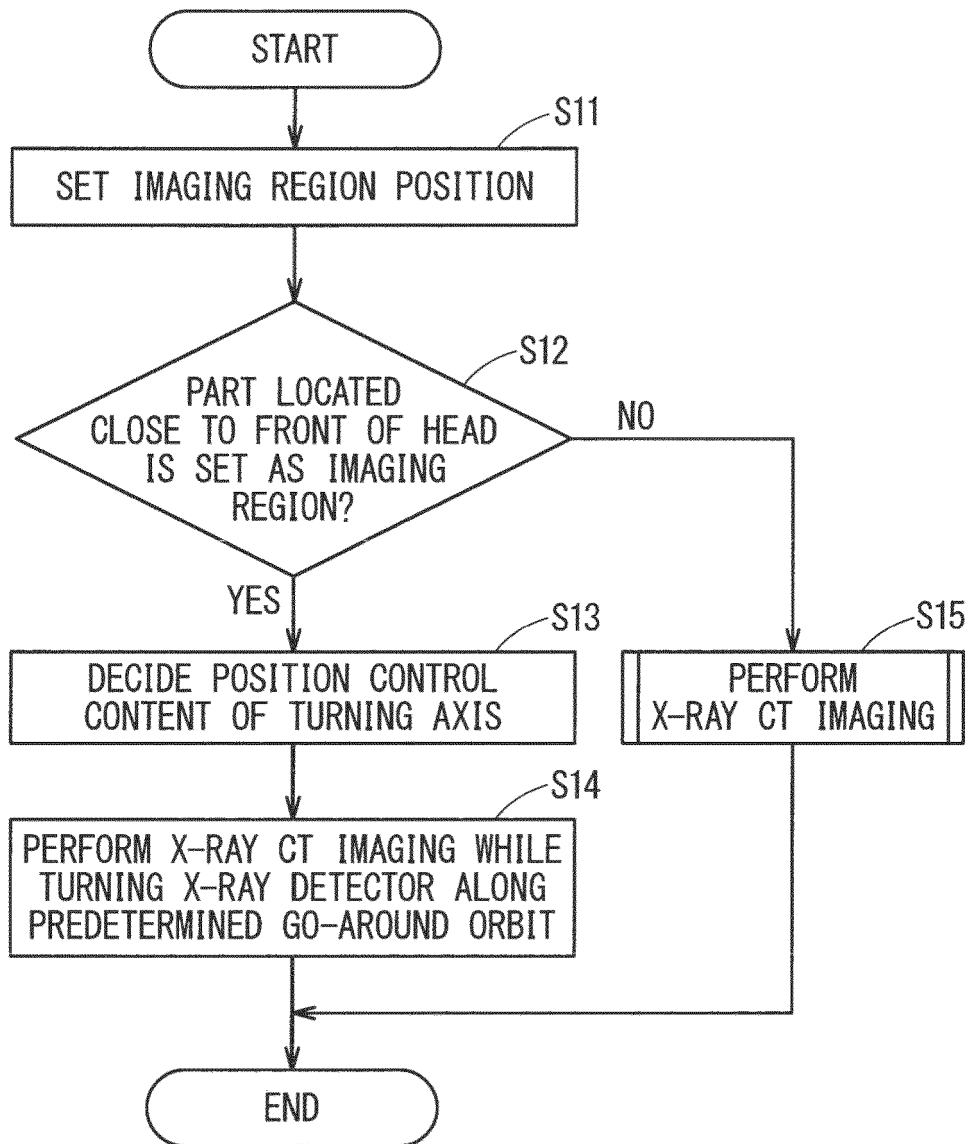 START
S11
SET IMAGING REGION POSITION
S12
PART LOCATED
CLOSE TO FRONT OF HEAD
IS SET AS IMAGING
REGION?
NO
YES
S13
DECIDE POSITION CONTROL
CONTENT OF TURNING AXIS
S15
PERFORM
X-RAY CT IMAGING
S14
PERFORM X-RAY CT IMAGING WHILE
TURNING X-RAY DETECTOR ALONG
PREDETERMINED GO-AROUND ORBIT
END